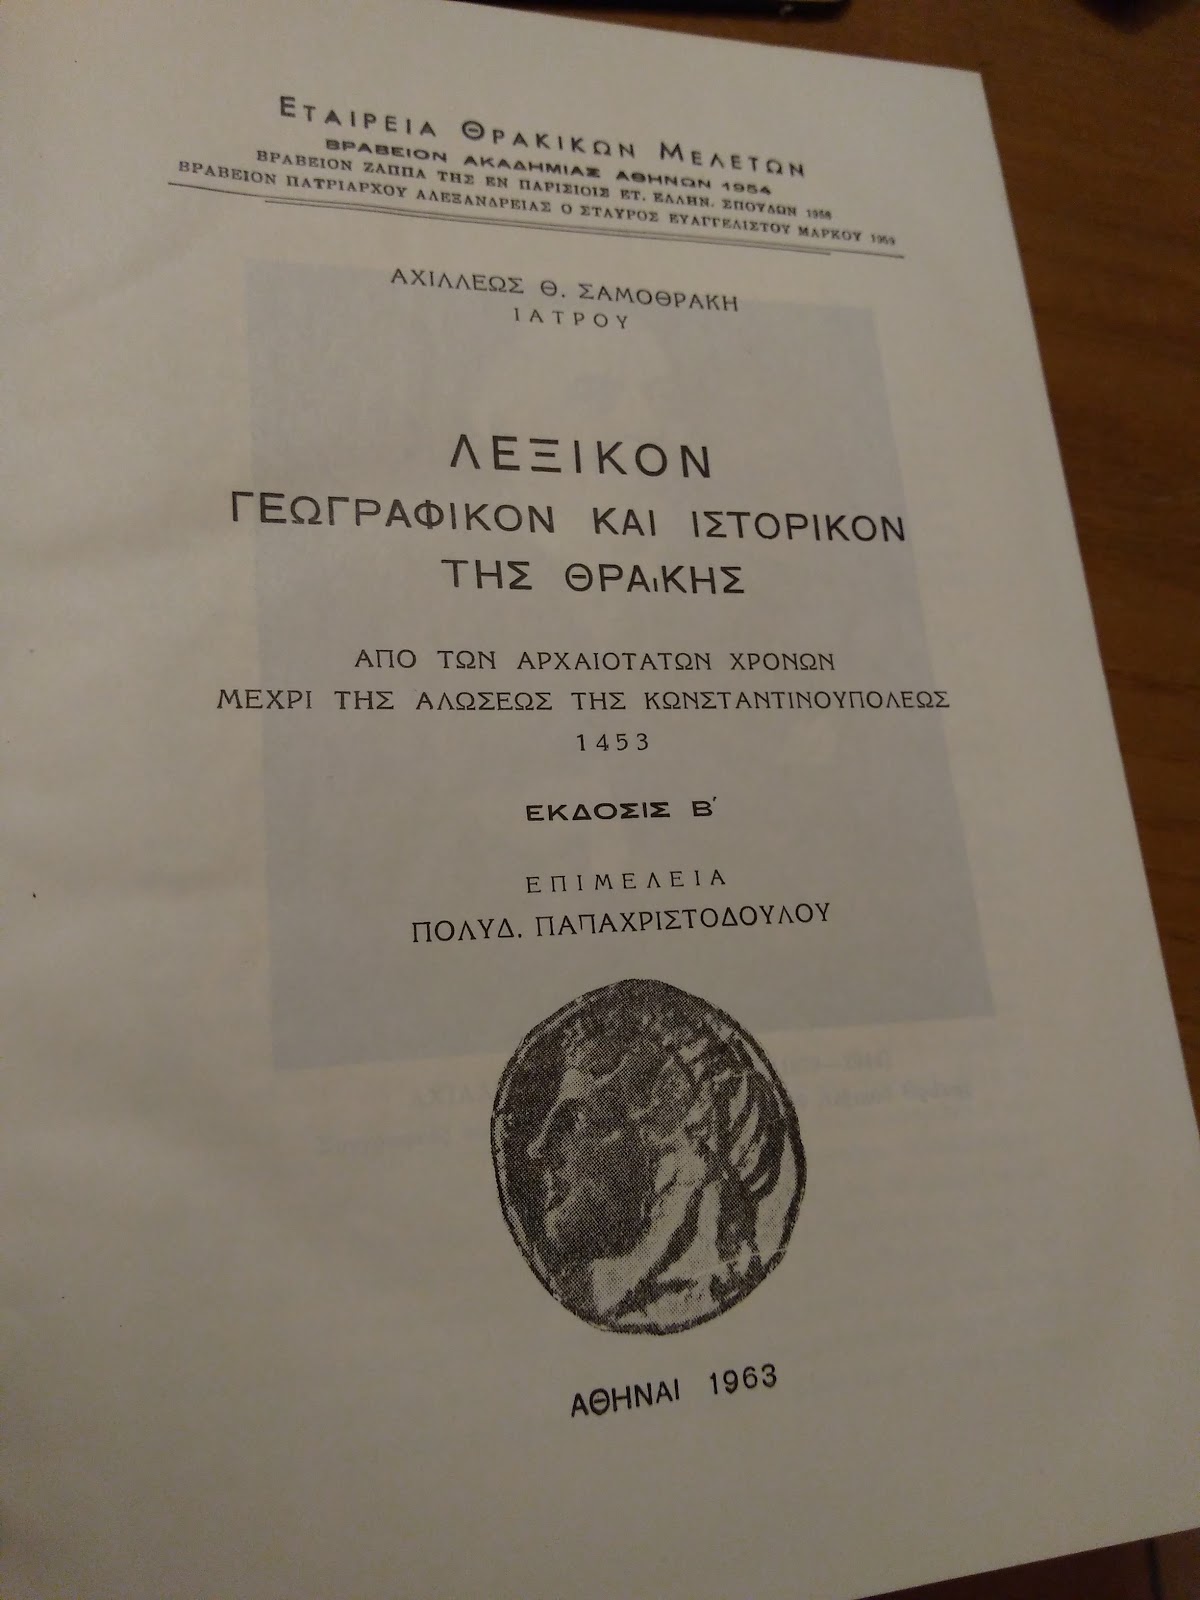 ΕΤΑΙΡΕΙΑ ΘΡΑΚΙΚΩΝ ΜΕΛΕΤΩΝ
ΒΡΑΒΕΙΟΝ ΑΚΑΔΗΜΙΑΣ ΑΘΗΝΩΝ 1954
ΒΡΑΒΕΙΟΝ ΖΑΠΠΑ ΤΗΣ ΕΝ ΠΑΡΙΣΙΟΙΣ ΕΤ. ΕΛΛΗΝ. ΣΠΟΥΔΩΝ 1958
ΒΡΑΒΕΙΟΝ ΠΑΤΡΙΑΡΧΟΥ ΑΛΕΞΑΝΔΡΕΙΑΣ Ο ΣΤΑΥΡΟΣ ΕΥΑΓΓΕΛΙΣΤΟΥ ΜΑΡΚΟΥ 1959
ΑΧΙΛΛΕΩΣ Θ. ΣΑΜΟΘΡΑΚΗ
ΙΑΤΡΟΥ
ΛΕΞΙΚΟΝ
ΓΕΩΓΡΑΦΙΚΟΝ ΚΑΙ ΙΣΤΟΡΙΚΟΝ
ΤΗΣ ΘΡΑιΚΗΣ
ΑΠΟ ΤΩΝ ΑΡΧΑΙΟΤΑΤΩΝ ΧΡΟΝΩΝ
ΜΕΧΡΙ ΤΗΣ ΑΛΩΣΕΩΣ ΤΗΣ ΚΩΝΣΤΑΝΤΙΝΟΥΠΟΛΕΩΣ
1453
ΕΚΔΟΣΙΣ Β΄
ΕΠΙΜΕΛΕΙΑ
ΠΟΛΥΔ. ΠΑΠΑΧΡΙΣΤΟΔΟΥΛΟΥ
ΑΘΗΝΑΙ 1963